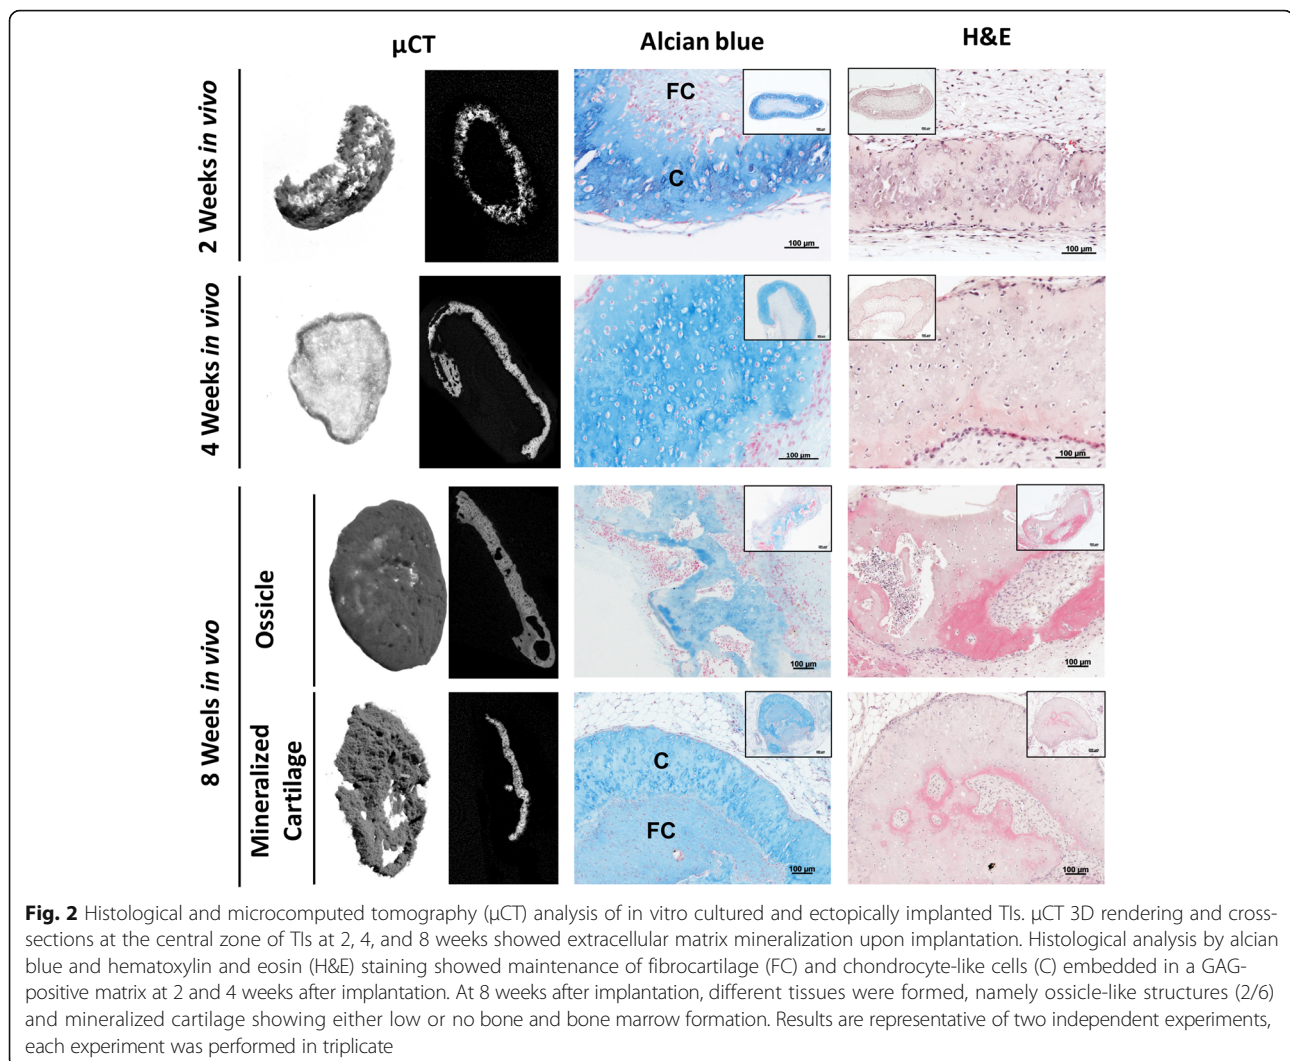 µCT
Alcian blue
H&E
2 Weeks in vivo
FC
C
100 µm
100 µm
4 Weeks in vivo
100 µm
100 µm
8 Weels in vivo
Ossicle
100 µm
100 µm
Mineralized
Cartilage
C
FC
100 µm
100 µm
Fig. 2 Histological and microcomputed tomography (µCT) analysis of in vitro cultured and ectopically implanted TIs. µCT 3D rendering and cross-
sections at the central zone of TIs at 2, 4, and 8 weeks showed extracellular matrix mineralization upon implantation. Histological analysis by alcian
blue and hematoxylin and eosin (H&E) staining showed maintenance of fibrocartilage (FC) and chondrocyte-like cells (C) embedded in a GAG-
positive matrix at 2 and 4 weeks after implantation. At 8 weeks after implantation, different tissues were formed, namely ossicle-like structures (2/6)
and mineralized cartilage showing either low or no bone and bone marrow formation. Results are representative of two independent experiments,
each experiment was performed in triplicate